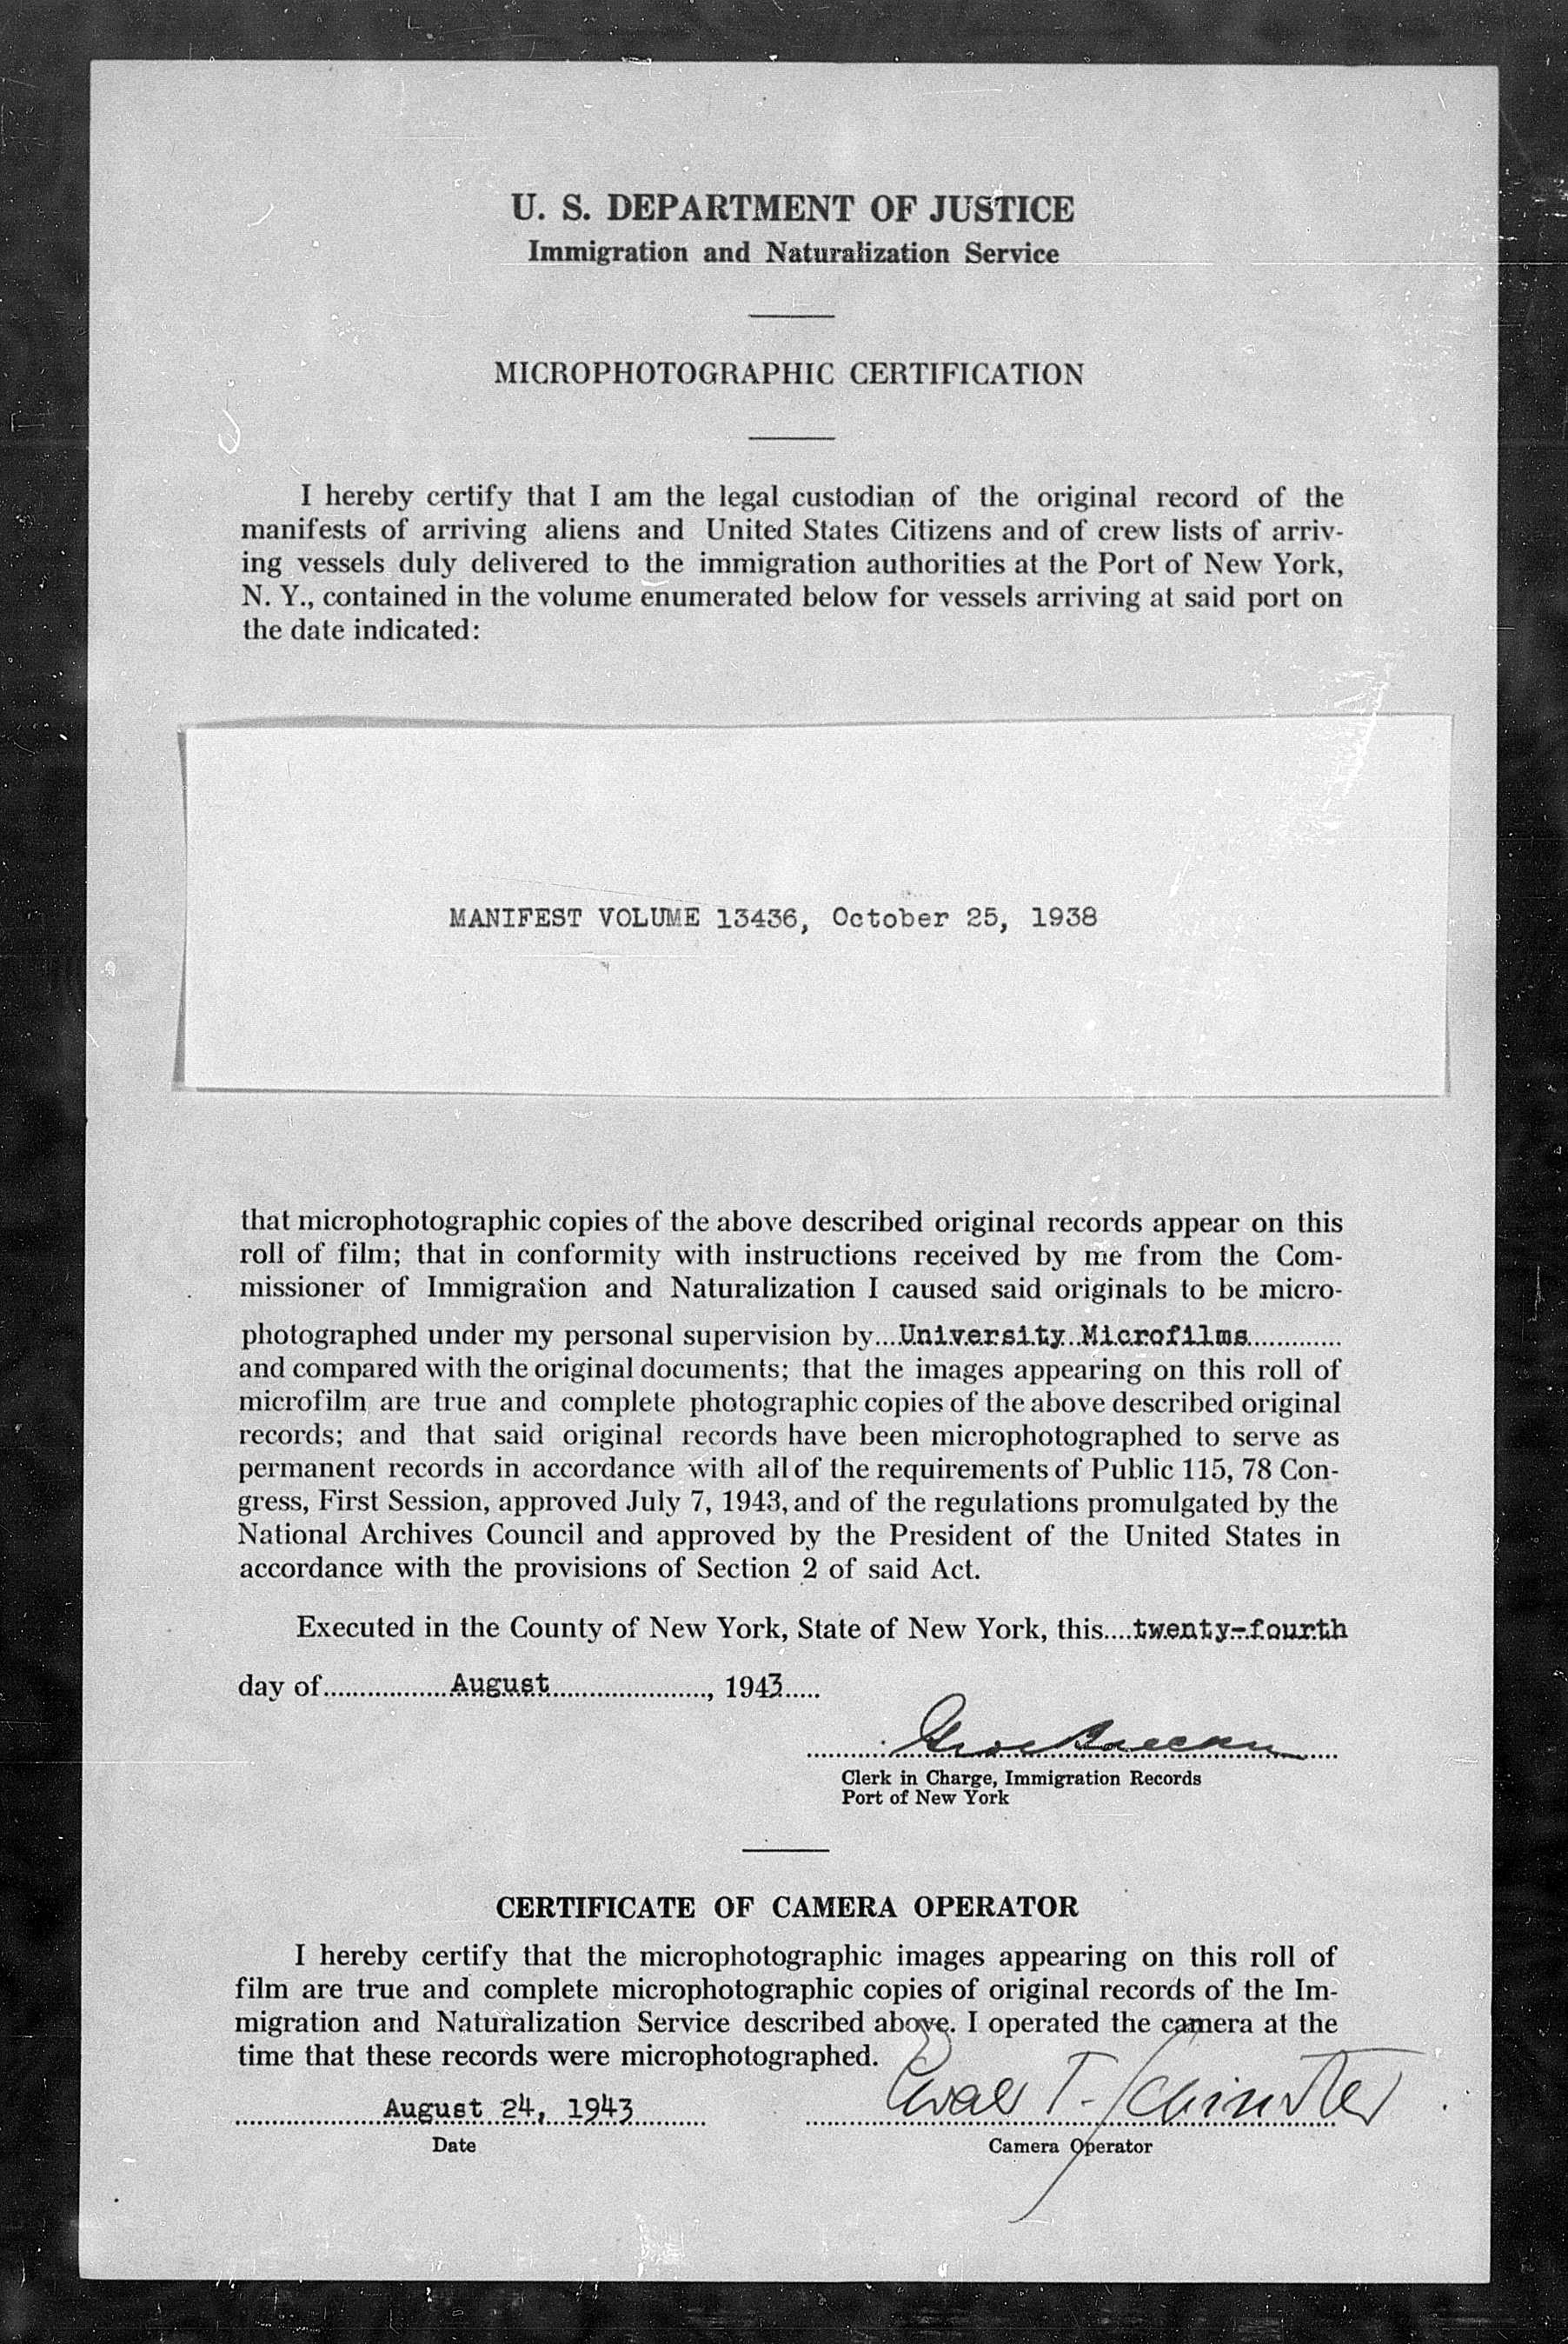 U. S. DEPARTMENT OF JUSTICE
Immigration and Naturalization Service
MICROPHOTOGRAPHIC CERTIFICATION
I hereby certify that I am the legal custodian of the original record of the
manifests of arriving aliens and United States Citizens and of crew lists of arriv-
ing vessels duly delivered to the immigration authorities at the Port of New York,
N. Y., contained in the volume enumerated below for vessels arriving at said port on
the date indicated:
MANIFEST VOLUME 13436, October 25, 1938
that microphotographic copies of the above described original records appear on this
roll of film; that in conformity with instructions received by me from the Com-
missioner of Immigration and Naturalization I caused said originals to be micro-
photographed under my personal supervision by...University Microfilms
and compared with the original documents; that the images appearing on this roll of
microfilm are true and complete photographic copies of the above described original
records; and that said original records have been microphotographed to serve as
permanent records in accordance with all of the requirements of Public 115, 78 Con-
gress, First Session, approved July 7, 1943, and of the regulations promulgated by the
National Archives Council and approved by the President of the United States in
accordance with the provisions of Section 2 of said Act.
Executed in the County of New York, State of New York, this....twenty-fourth
day of August, 1943
Clerk in Charge, Immigration Records
Port of New York
CERTIFICATE OF CAMERA OPERATOR
I hereby certify that the microphotographic images appearing on this roll of
film are true and complete microphotographic copies of original records of the Im-
migration and Naturalization Service described above. I operated the camera at the
time that these records were microphotographed.
August 24, 1943 T. Schindler
Date Camera Operator